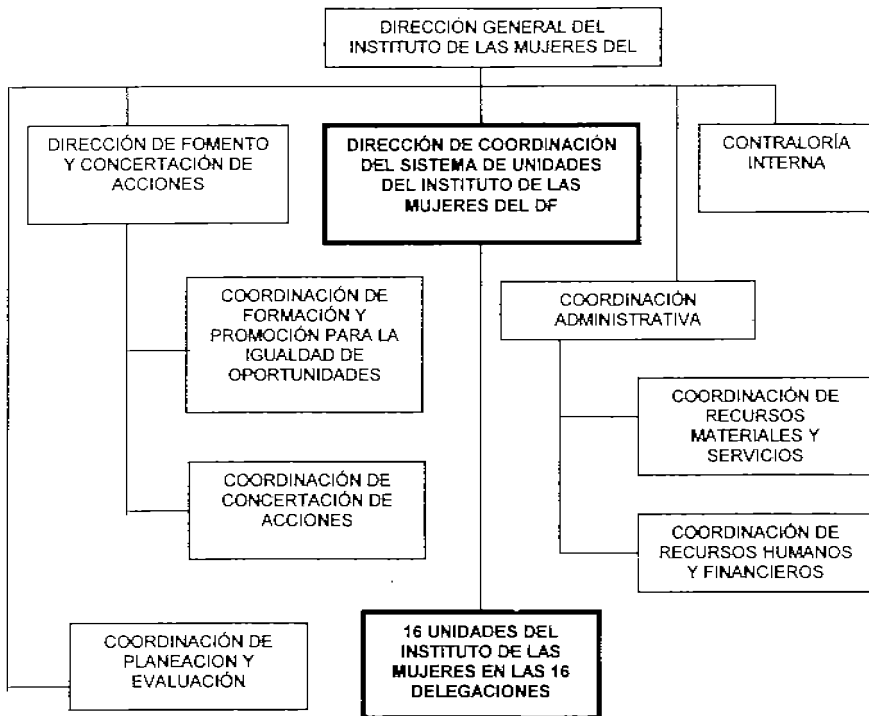 DIRECCIÓN GENERAL DEL
INSTITUTO DE LAS MUJERES DEL
DIRECCIÓN DE FOMENTO
Y CONCERTACIÓN DE
ACCIONES
DIRECCIÓN DE COORDINACIÓN
DEL SISTEMA DE UNIDADES
DEL INSTITUTO DE LAS
MUJERES DEL DF
CONTRALORÍA
INTERNA
COORDINACIÓN DE
FORMACIÓN Y
PROMOCIÓN PARA LA
IGUALDAD DE
OPORTUNIDADES
COORDINACIÓN
ADMINISTRATIVA
COORDINACIÓN DE
RECURSOS
MATERIALES Y
SERVICIOS
COORDINACIÓN DE
CONCERTACIÓN DE
ACCIONES
COORDINACIÓN DE
RECURSOS HUMANOS
Y FINANCIEROS
COORDINACIÓN DE
PLANEACION Y
EVALUACIÓN
16 UNIDADES DEL
INSTITUTO DE LAS
MUJERES EN LAS 16
DELEGACIONES